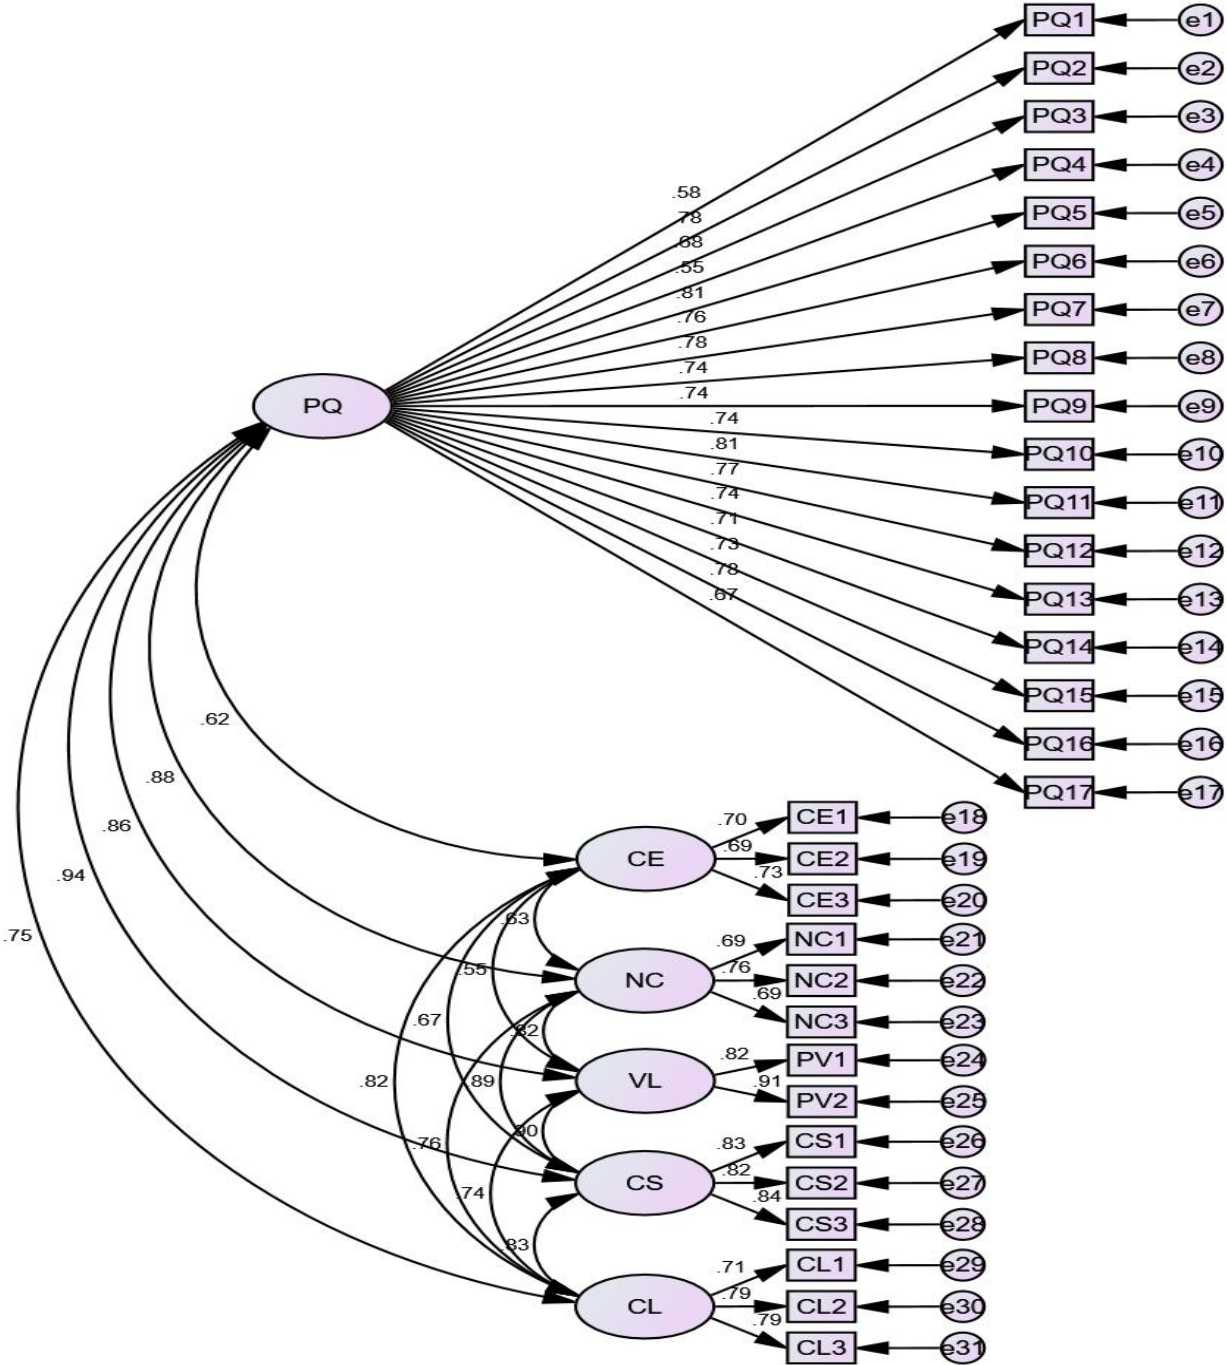 PQ1 e1
PQ2 e2
PQ3 e3
PQ4 e4
.58
.78
PQ5 e5
.68
PQ6 e6
.55
.81
PQ7 e7
.76
.78
PQ8 e8
.74
.74
PQ PQ9 e9
.74
.81
PQ10 e10
.77
.74
PQ11 e11
.71
.73
PQ12 e12
.78
.67
PQ13 e13
PQ14 e14
PQ15 e15
.62
PQ16 e16
.88
PQ17 e17
.86
.94
.75
CE
.70 CE1 e18
.69 CE2 e19
.73 CE3 e20
.63
.55
.67
.82
NC
.69 NC1 e21
.76 NC2 e22
.69 NC3 e23
.82
.89
.76
VL
.82 PV1 e24
.91 PV2 e25
.90
.74
CS
.83 CS1 e26
.82 CS2 e27
.84 CS3 e28
.83
CL
.71 CL1 e29
.79 CL2 e30
.79 CL3 e31